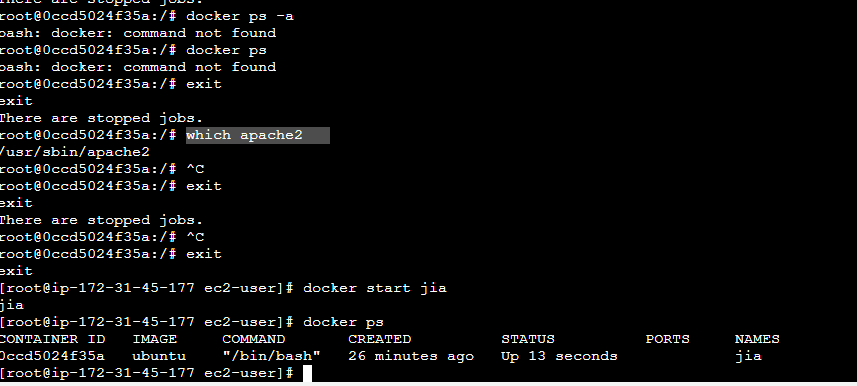 There are stopped jobs.
root@0ccd5024f35a:/# docker ps -a
bash: docker: command not found
root@0ccd5024f35a:/# docker ps
bash: docker: command not found
root@0ccd5024f35a:/# exit
exit
There are stopped jobs.
root@0ccd5024f35a:/# which apache2
/usr/sbin/apache2
root@0ccd5024f35a:/# ^C
root@0ccd5024f35a:/# exit
exit
There are stopped jobs.
root@0ccd5024f35a:/# ^C
root@0ccd5024f35a:/# exit
exit
[root@ip-172-31-45-177 ec2-user]# docker start jia
jia
[root@ip-172-31-45-177 ec2-user]# docker ps
CONTAINER ID IMAGE COMMAND CREATED STATUS PORTS NAMES
0ccd5024f35a ubuntu "/bin/bash" 26 minutes ago Up 13 seconds jia
[root@ip-172-31-45-177 ec2-user]#